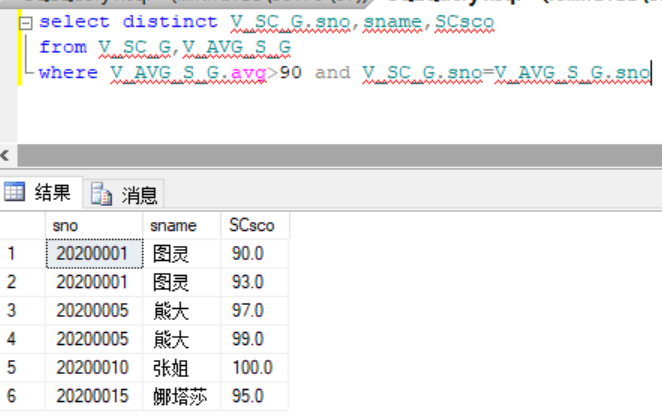 select distinct V_SC_G.sno,sname,SCsco
from V_SC_G,V_AVG_S_G
where V_AVG_S_G.avg>90 and V_SC_G.sno=V_AVG_S_G.sno
结果 消息
sno sname SCsco
1 20200001 图灵 90.0
2 20200001 图灵 93.0
3 20200005 熊大 97.0
4 20200005 熊大 99.0
5 20200010 张姐 100.0
6 20200015 娜塔莎 95.0